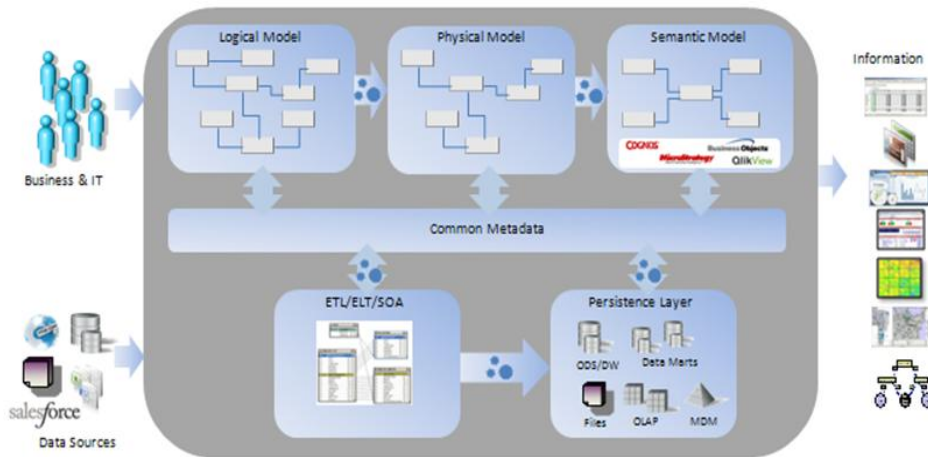 Logical Model
Physical Model
Semantic Model
Information
COGNOS
Business Objects
MicroStrategy
QlikView
Business & IT
Common Metadata
ETL/ELT/SOA
Persistence Layer
ODS/DW
Data Marts
salesforce
Files
OLAP
MDM
Data Sources